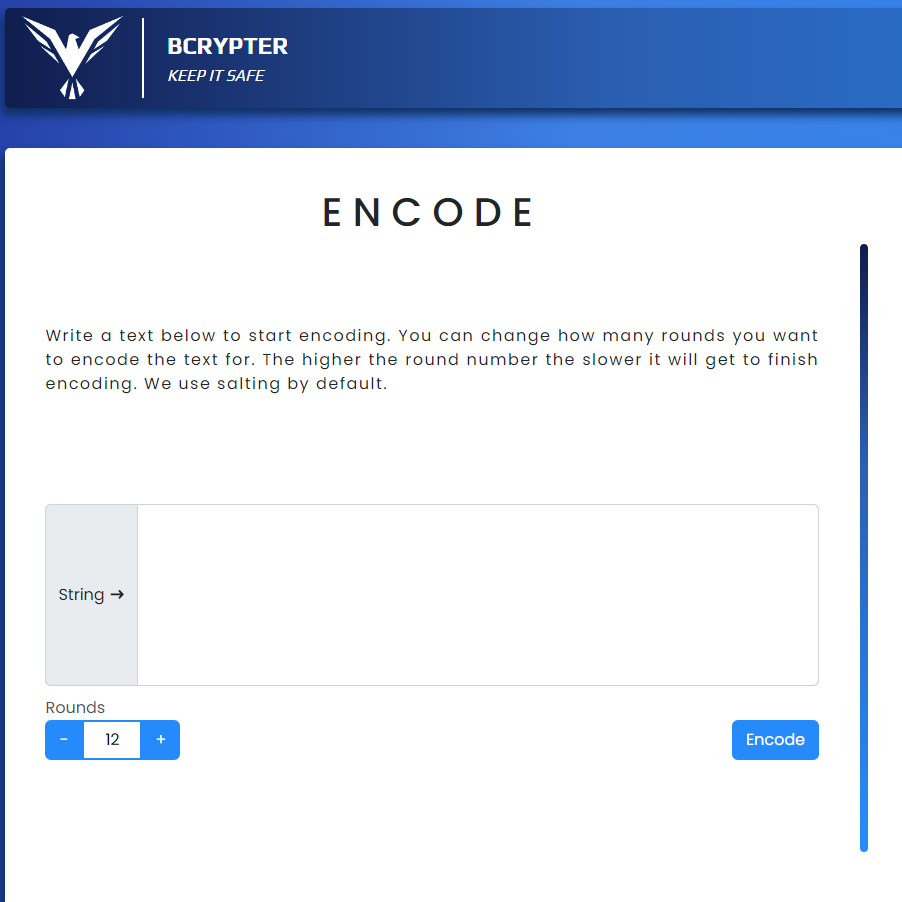 BCRYPTER
KEEP IT SAFE
ENCODE
Write a text below to start encoding. You can change how many rounds you want
to encode the text for. The higher the round number the slower it will get to finish
encoding. We use salting by default.
String →
Rounds
- 12 +
Encode